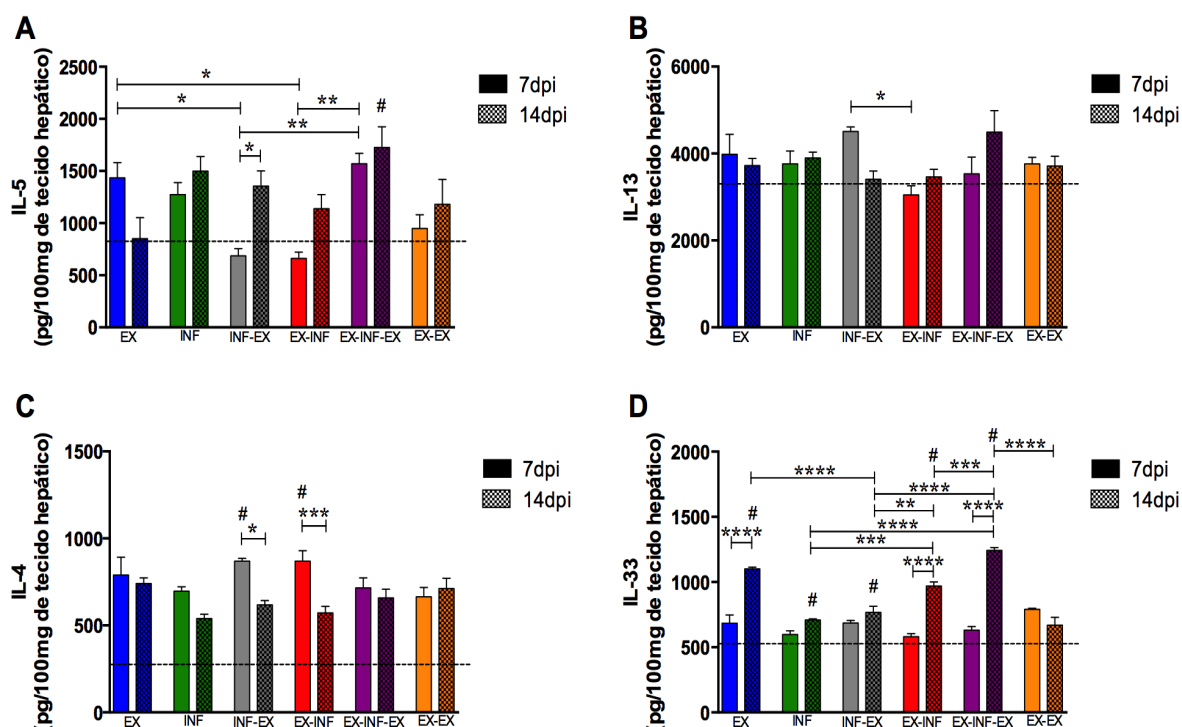 A
IL-5
(pg/100mg de tecido hepático)
2500
2000
1500
1000
500
0
*
*
**
**
*
#
7dpi
14dpi
EX
INF
INF-EX
EX-INF
EX-INF-EX
EX-EX
B
IL-13
(pg/100mg de tecido hepático)
6000
4000
2000
0
*
7dpi
14dpi
EX
INF
INF-EX
EX-INF
EX-INF-EX
EX-EX
C
IL-4
(pg/100mg de tecido hepático)
1500
1000
500
0
#
*
#
***
7dpi
14dpi
EX
INF
INF-EX
EX-INF
EX-INF-EX
EX-EX
D
IL-33
(pg/100mg de tecido hepático)
2000
1500
1000
500
0
#
****
#
***
****
****
**
****
****
***
#
****
#
#
****
7dpi
14dpi
EX
INF
INF-EX
EX-INF
EX-INF-EX
EX-EX